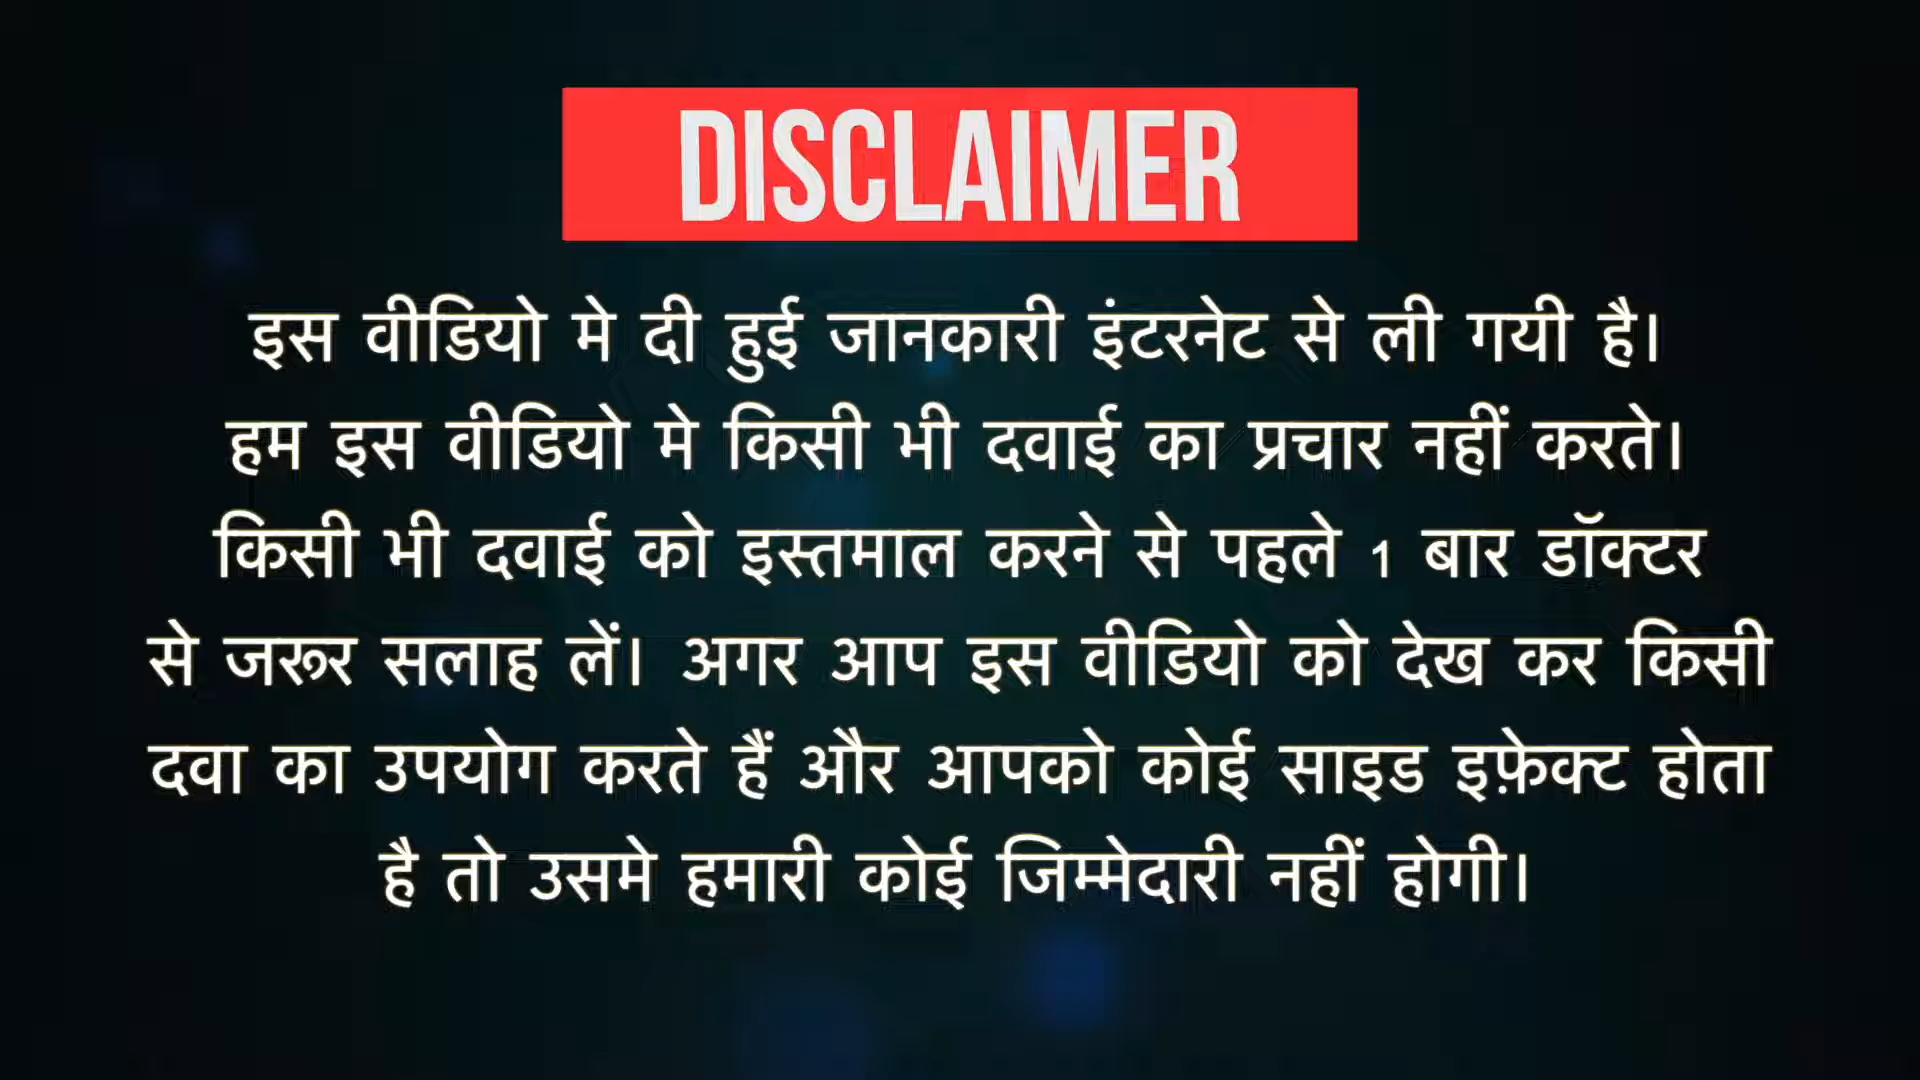 DISCLAIMER
इस वीडियो मे दी हुई जानकारी इंटरनेट से ली गयी है।
हम इस वीडियो मे किसी भी दवाई का प्रचार नहीं करते।
किसी भी दवाई को इस्तमाल करने से पहले 1 बार डॉक्टर
से जरूर सलाह लें। अगर आप इस वीडियो को देख कर किसी
दवा का उपयोग करते हैं और आपको कोई साइड इफ़ेक्ट होता
है तो उसमे हमारी कोई जिम्मेदारी नहीं होगी।